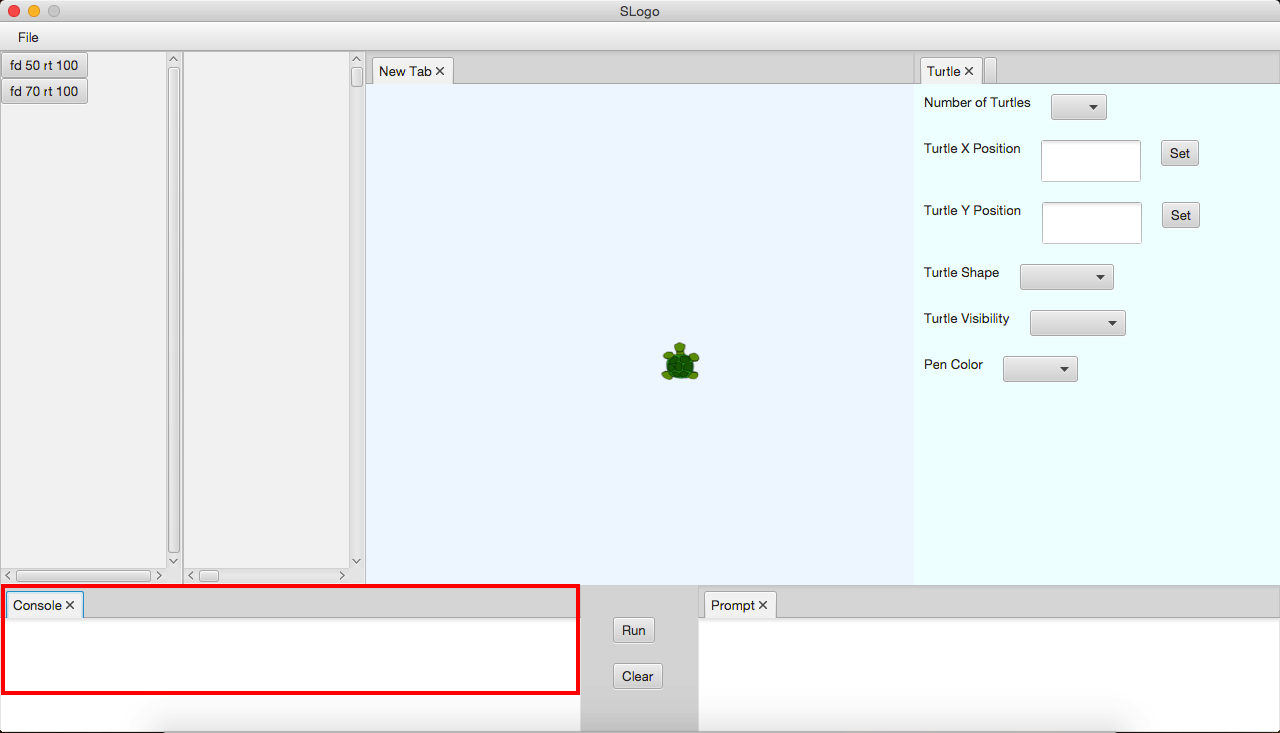 SLogo
File
fd 50 rt 100
fd 70 rt 100
New Tab
Turtle
Number of Turtles
Turtle X Position
Set
Turtle Y Position
Set
Turtle Shape
Turtle Visibility
Pen Color
Console
Run
Clear
Prompt